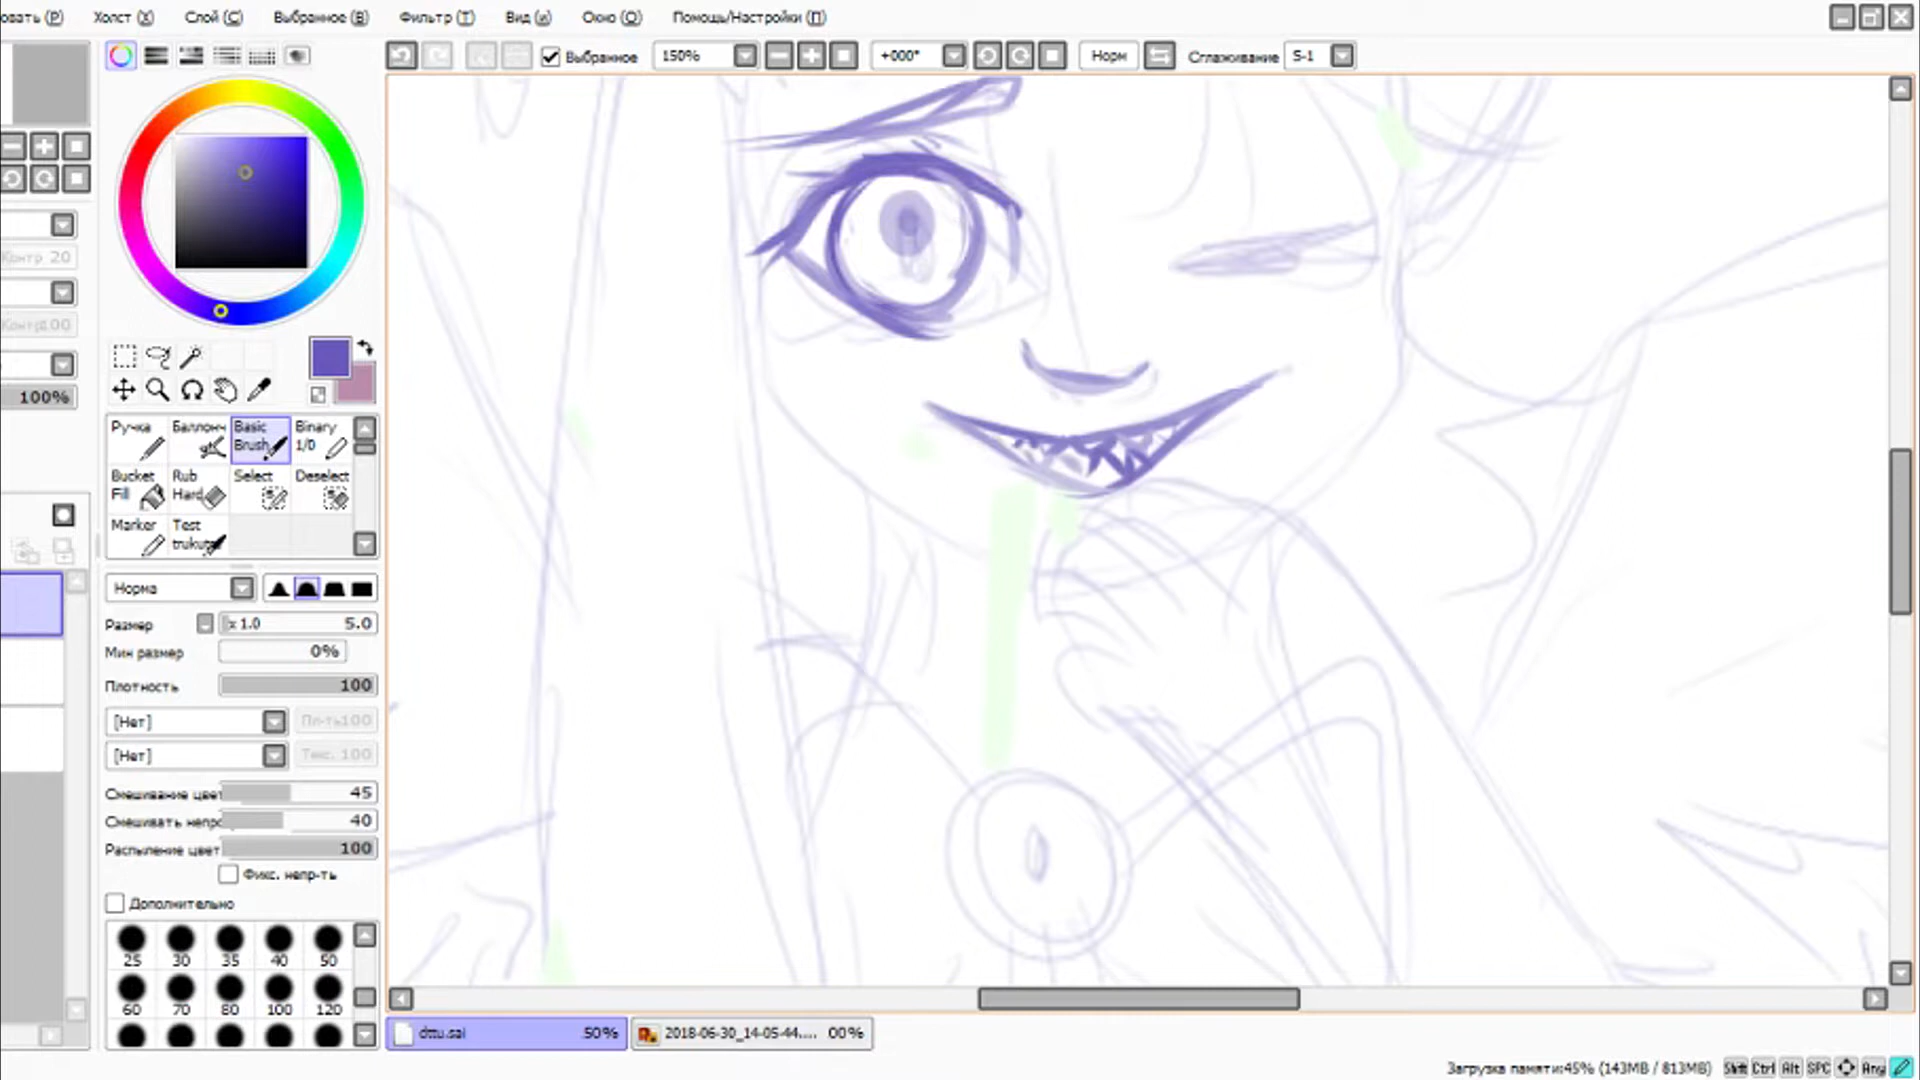 овать (P) Холст (X) Слой (C) Выбранное (B) Фильтр (T) Вид (и) Окно (O) Помощь/Настройки (П)
Выбранное 150% +000° Норм Сглаживание S-1
Контр 20
100%
Ручка Баллонч Basic Brush Binary 1/0
Bucket Fill Rub Hard Select Deselect
Marker Test trukut
Норма
Размер x 1.0 5.0
Мин размер 0%
Плотность 100
[Нет] Пл-ть100
[Нет] Текс. 100
Смешивание цвет 45
Смешивать непро 40
Распыление цвет 100
Фикс. непр-ть
Дополнительно
25 30 35 40 50
60 70 80 100 120
dttu.sai 50% 2018-06-30_14-05-44.... 00%
Загрузка памяти:45% (143MB / 813MB) Shift Ctrl Alt SPC Any